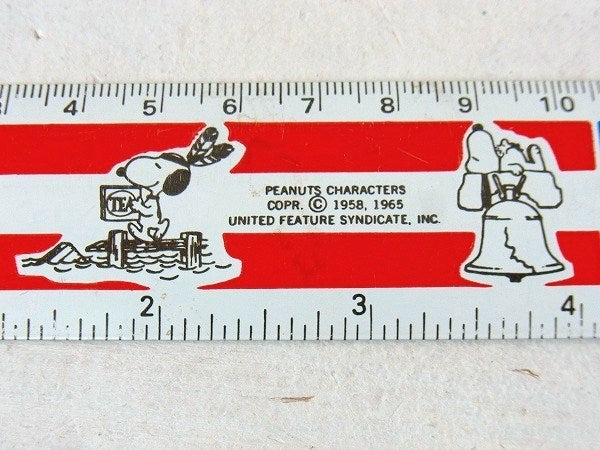 3 4 5 6 7 8 9 10
TEA
PEANUTS CHARACTERS
COPR. © 1958, 1965
UNITED FEATURE SYNDICATE, INC.
2 3 4